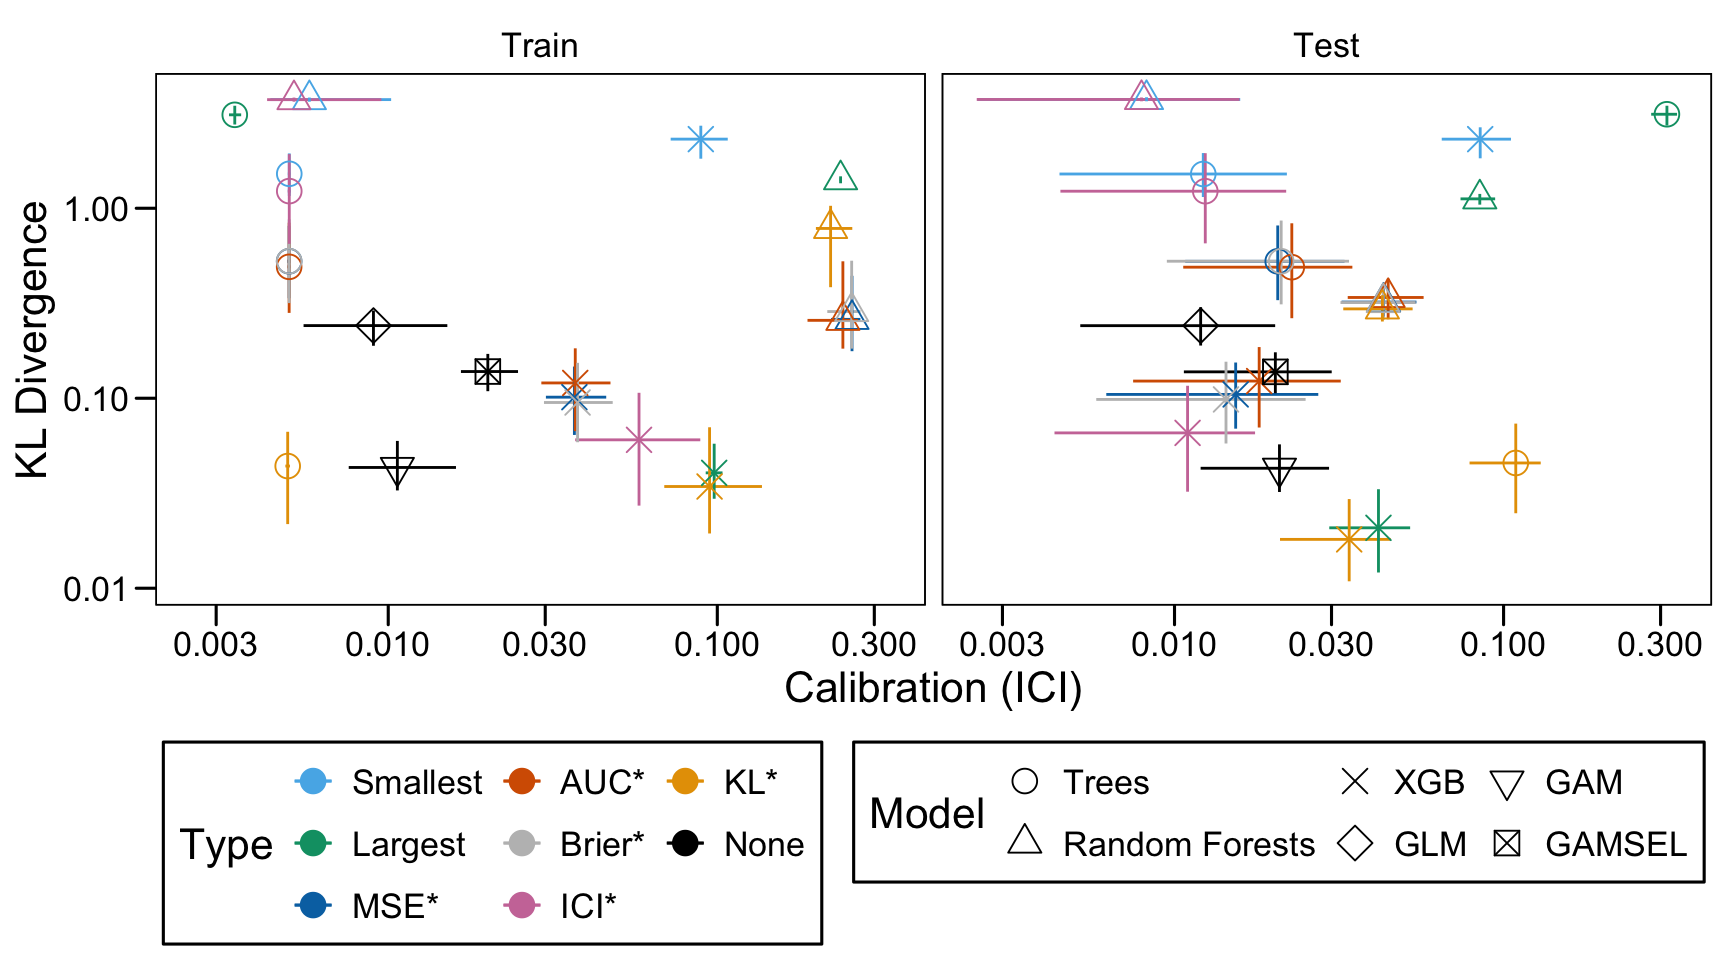 Train
Test
KL Divergence
1.00
0.10
0.01
0.003 0.010 0.030 0.100 0.300
0.003 0.010 0.030 0.100 0.300
Calibration (ICI)
Type
Smallest
Largest
MSE*
AUC*
Brier*
ICI*
KL*
None
Model
Trees
Random Forests
XGB
GLM
GAM
GAMSEL